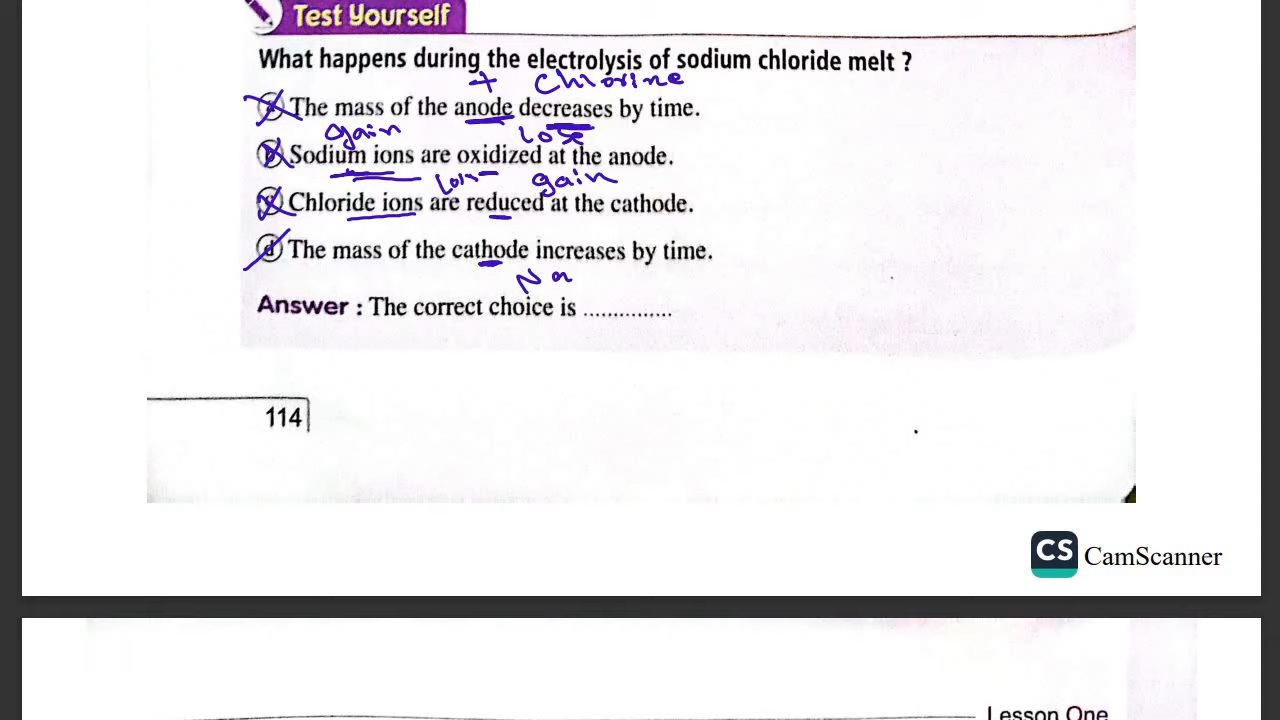 Test Yourself
What happens during the electrolysis of sodium chloride melt ?
+ Chlorine
a The mass of the anode decreases by time.
gain lose
b Sodium ions are oxidized at the anode.
gain
c Chloride ions are reduced at the cathode.
d The mass of the cathode increases by time.
Na
Answer : The correct choice is ...............
114
CS CamScanner
Lesson One